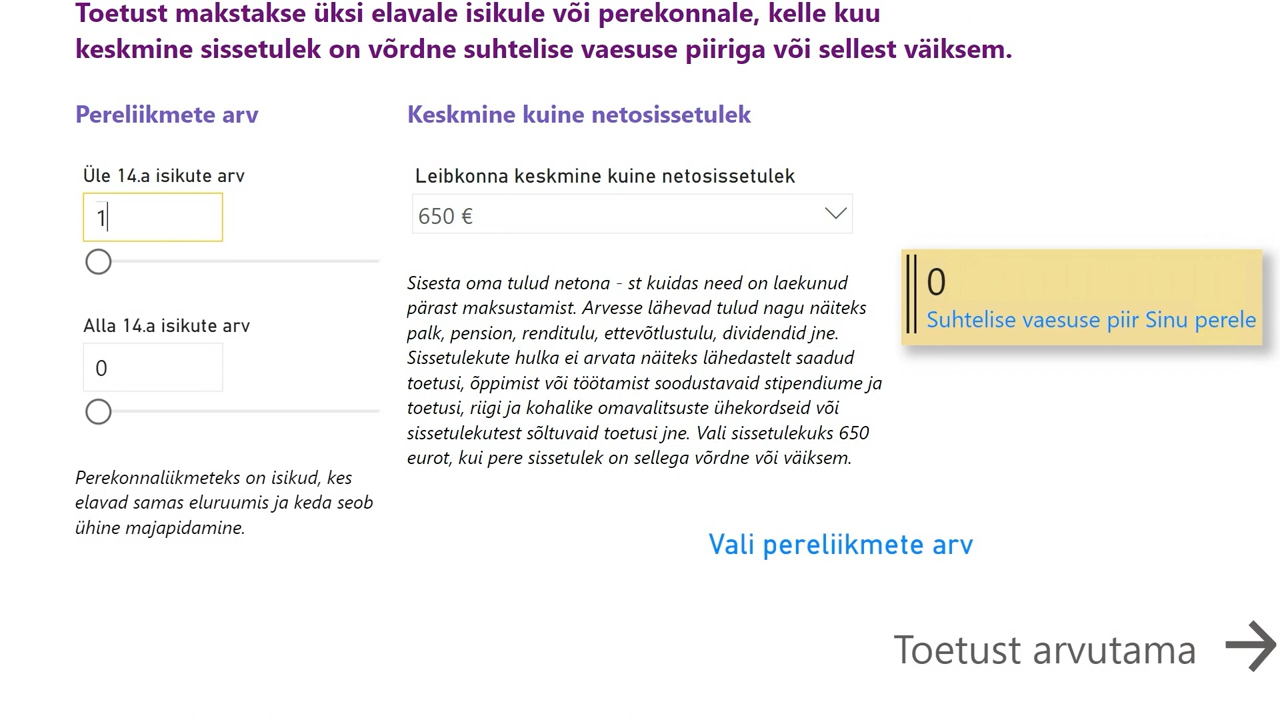 Toetust makstakse üksi elavale isikule või perekonnale, kelle kuu
keskmine sissetulek on võrdne suhtelise vaesuse piiriga või sellest väiksem.
Pereliikmete arv
Üle 14.a isikute arv
1
Alla 14.a isikute arv
0
Perekonnaliikmeteks on isikud, kes
elavad samas eluruumis ja keda seob
ühine majapidamine.
Keskmine kuine netosissetulek
Leibkonna keskmine kuine netosissetulek
650 €
Sisesta oma tulud netona - st kuidas need on laekunud
pärast maksustamist. Arvesse lähevad tulud nagu näiteks
palk, pension, renditulu, ettevõtlustulu, dividendid jne.
Sissetulekute hulka ei arvata näiteks lähedastelt saadud
toetusi, õppimist või töötamist soodustavaid stipendiume ja
toetusi, riigi ja kohalike omavalitsuste ühekordseid või
sissetulekutest sõltuvaid toetusi jne. Vali sissetulekuks 650
eurot, kui pere sissetulek on sellega võrdne või väiksem.
0
Suhtelise vaesuse piir Sinu perele
Vali pereliikmete arv
Toetust arvutama